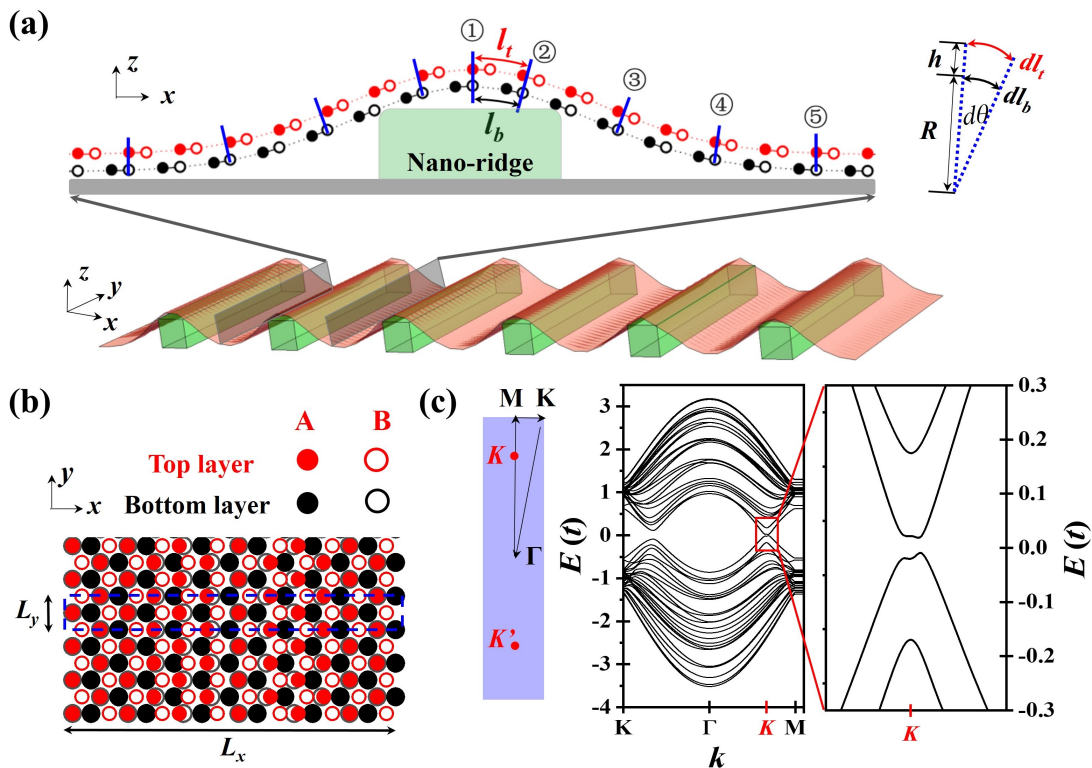 (a)
z
x
①
l_t
②
③
④
⑤
l_b
Nano-ridge
h
dl_t
dl_b
R
dθ
z
y
x
(b)
A
B
Top layer
Bottom layer
y
x
L_y
L_x
(c)
M
K
K
Γ
K'
E (t)
3
2
1
0
-1
-2
-3
-4
K
Γ
K
M
k
0.3
0.2
0.1
0.0
-0.1
-0.2
-0.3
K
E (t)